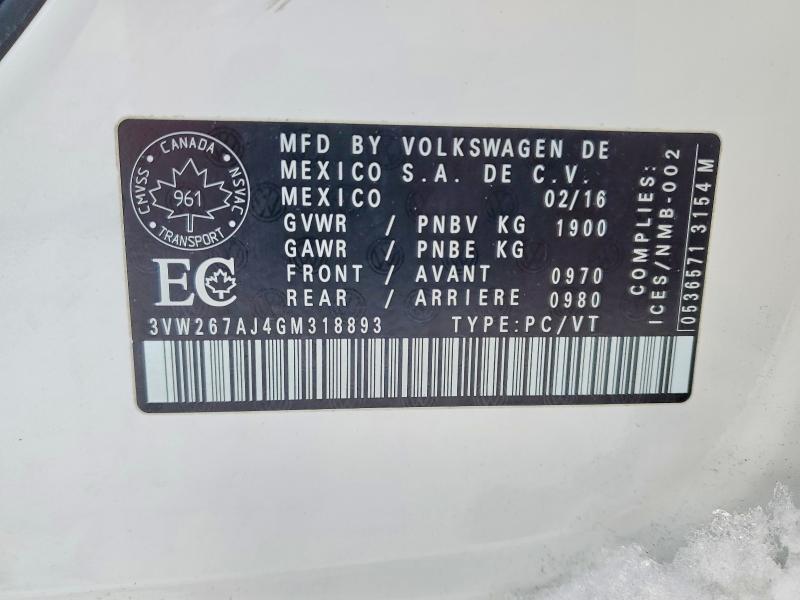 CANADA
CMVSS
NSVAC
961
TRANSPORT
MFD BY VOLKSWAGEN DE
MEXICO S.A. DE C.V.
MEXICO 02/16
GVWR / PNBV KG 1900
GAWR / PNBE KG
FRONT / AVANT 0970
REAR / ARRIERE 0980
EC
3VW267AJ4GM318893 TYPE:PC/VT
COMPLIES:
ICES/NMB-002
0536571 3154 M